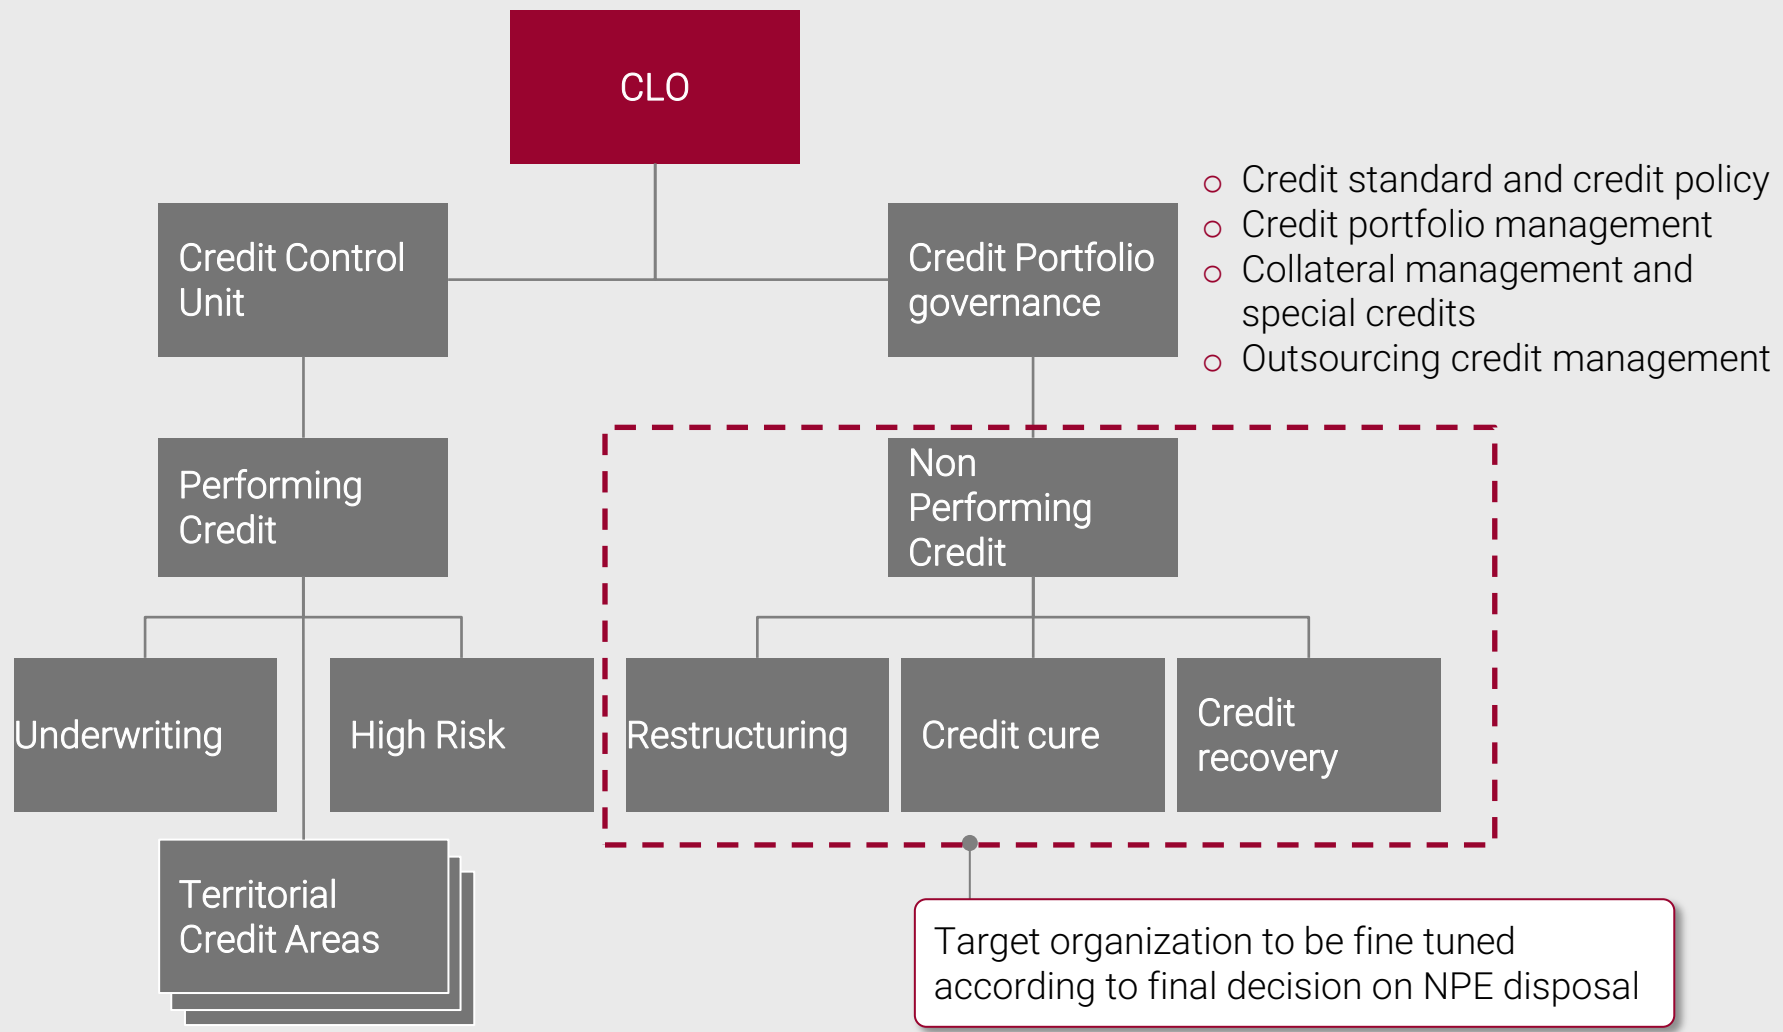 CLO
Credit Control
Unit
Credit Portfolio
governance
Credit standard and credit policy
Credit portfolio management
Collateral management and
special credits
Outsourcing credit management
Performing
Credit
Non
Performing
Credit
Underwriting
High Risk
Restructuring
Credit cure
Credit
recovery
Territorial
Credit Areas
Target organization to be fine tuned
according to final decision on NPE disposal